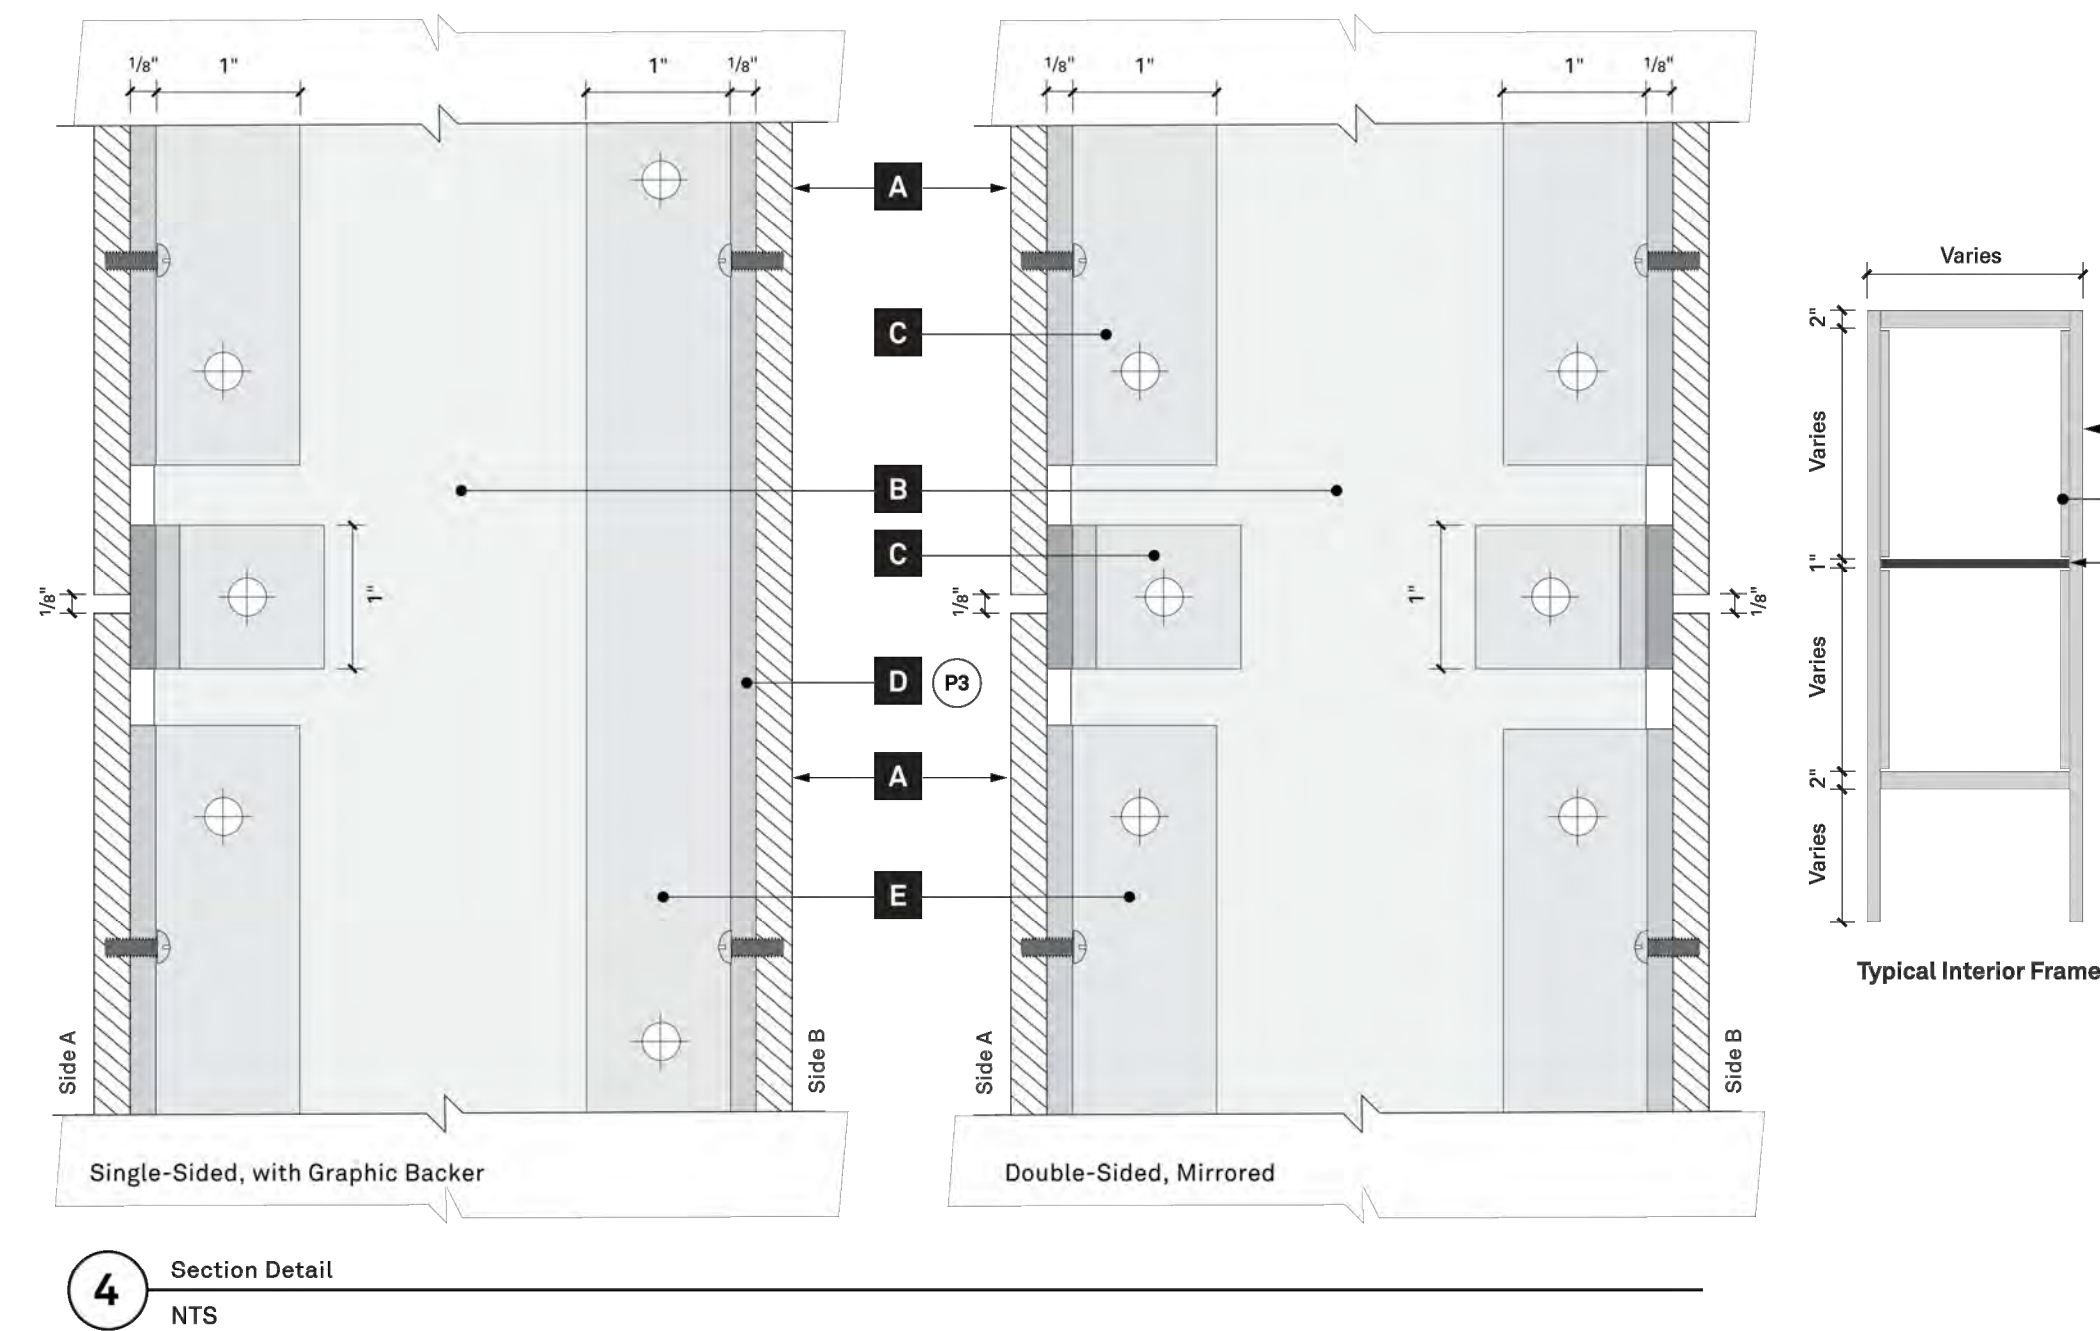 1/8" 1" 1" 1/8" 1/8" 1" 1" 1/8"
A
Varies
C
2"
Varies
B
C
1"
1/8" 1" 1/8" 1" 1/8"
D P3
Varies
A
2"
E
Varies
Typical Interior Frame
Side A Side B Side A Side B
Single-Sided, with Graphic Backer
Double-Sided, Mirrored
4 Section Detail
NTS